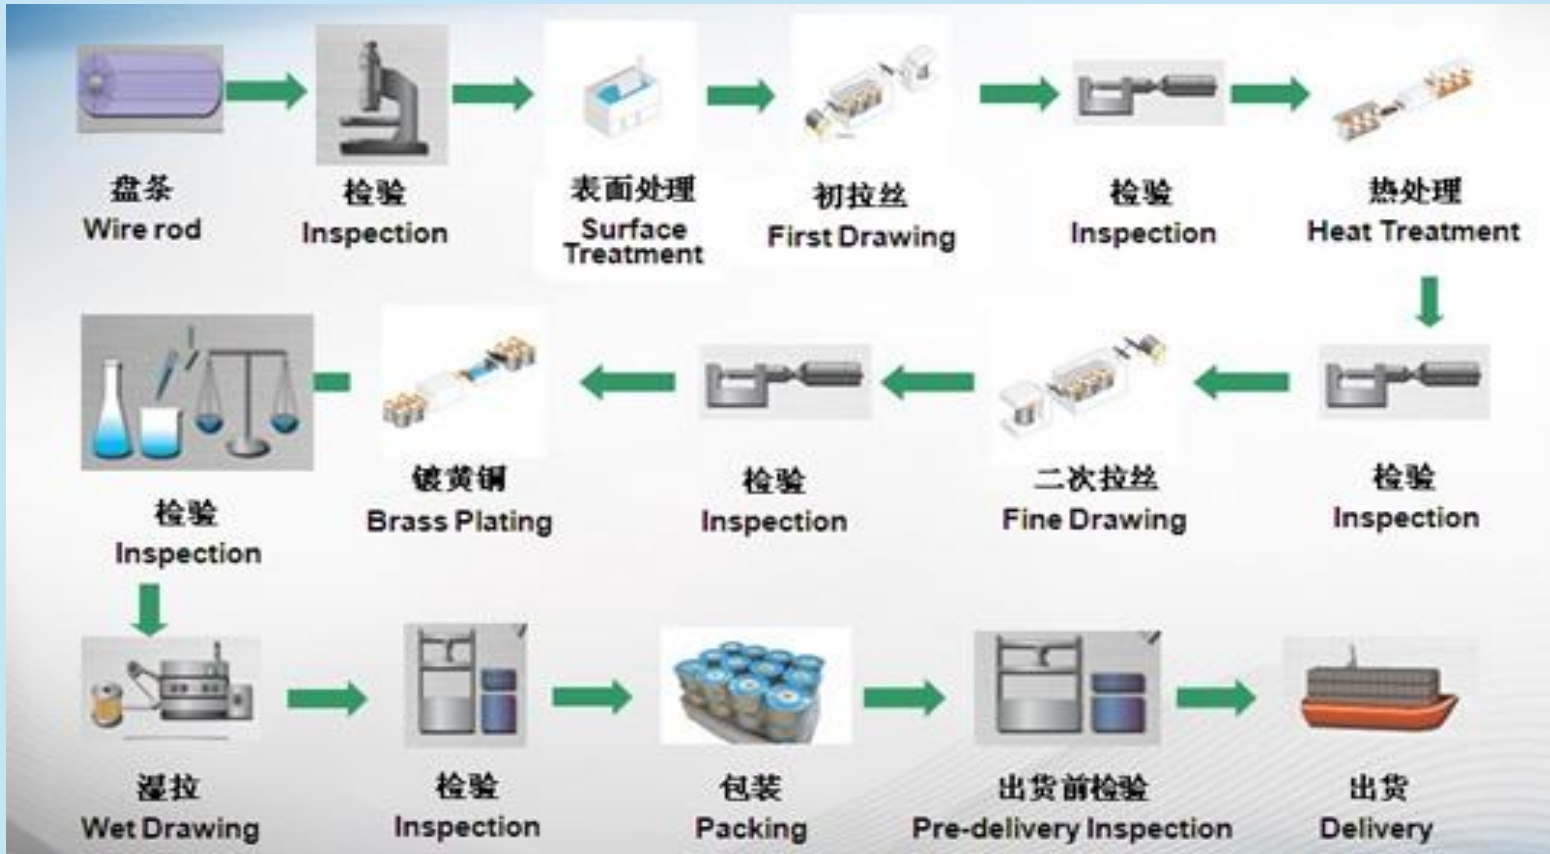 盘条
Wire rod
检验
Inspection
表面处理
Surface
Treatment
初拉丝
First Drawing
检验
Inspection
热处理
Heat Treatment
检验
Inspection
二次拉丝
Fine Drawing
检验
Inspection
镀黄铜
Brass Plating
检验
Inspection
湿拉
Wet Drawing
检验
Inspection
包装
Packing
出货前检验
Pre-delivery Inspection
出货
Delivery